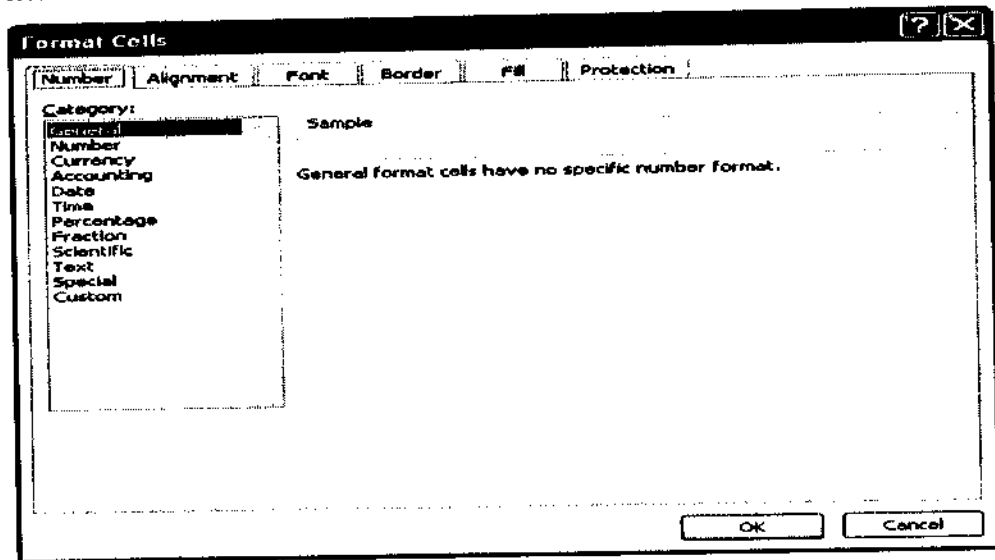 Format Cells
Number Alignment Font Border Fill Protection
Category:
General
Number
Currency
Accounting
Date
Time
Percentage
Fraction
Scientific
Text
Special
Custom
Sample
General format cells have no specific number format.
OK Cancel